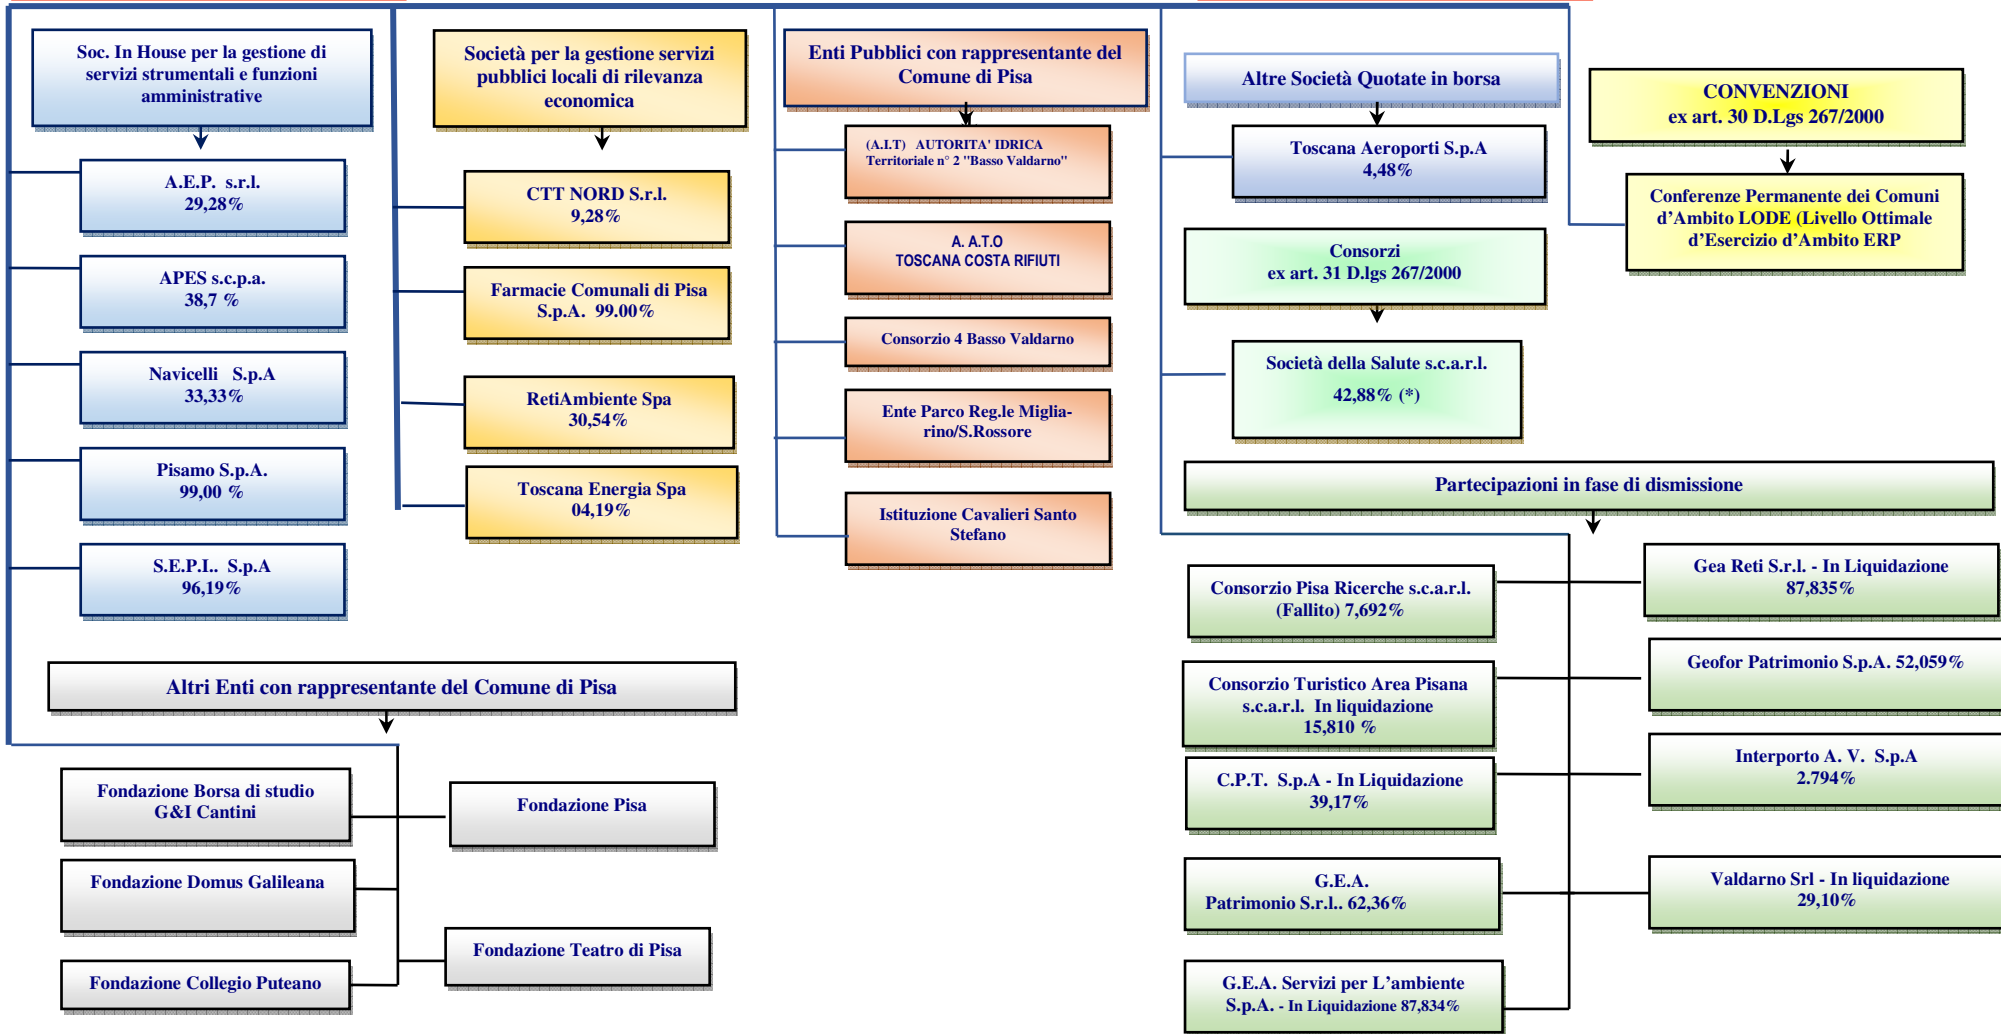 Soc. In House per la gestione di
servizi strumentali e funzioni
amministrative
A.E.P. s.r.l.
29,28%
APES s.c.p.a.
38,7 %
Navicelli S.p.A
33,33%
Pisamo S.p.A.
99,00 %
S.E.P.I.. S.p.A
96,19%
Società per la gestione servizi
pubblici locali di rilevanza
economica
CTT NORD S.r.l.
9,28%
Farmacie Comunali di Pisa
S.p.A. 99.00%
RetiAmbiente Spa
30,54%
Toscana Energia Spa
04,19%
Enti Pubblici con rappresentante del
Comune di Pisa
(A.I.T) AUTORITA' IDRICA
Territoriale n° 2 "Basso Valdarno"
A. A.T.O
TOSCANA COSTA RIFIUTI
Consorzio 4 Basso Valdarno
Ente Parco Reg.le Miglia-
rino/S.Rossore
Istituzione Cavalieri Santo
Stefano
Altre Società Quotate in borsa
Toscana Aeroporti S.p.A
4,48%
Consorzi
ex art. 31 D.lgs 267/2000
Società della Salute s.c.a.r.l.
42,88% (*)
CONVENZIONI
ex art. 30 D.Lgs 267/2000
Conferenze Permanente dei Comuni
d'Ambito LODE (Livello Ottimale
d'Esercizio d'Ambito ERP
Partecipazioni in fase di dismissione
Consorzio Pisa Ricerche s.c.a.r.l.
(Fallito) 7,692%
Gea Reti S.r.l. - In Liquidazione
87,835%
Consorzio Turistico Area Pisana
s.c.a.r.l. In liquidazione
15,810 %
Geofor Patrimonio S.p.A. 52,059%
C.P.T. S.p.A - In Liquidazione
39,17%
Interporto A. V. S.p.A
2.794%
G.E.A.
Patrimonio S.r.l.. 62,36%
Valdarno Srl - In liquidazione
29,10%
G.E.A. Servizi per L'ambiente
S.p.A. - In Liquidazione 87,834%
Altri Enti con rappresentante del Comune di Pisa
Fondazione Borsa di studio
G&I Cantini
Fondazione Pisa
Fondazione Domus Galileana
Fondazione Teatro di Pisa
Fondazione Collegio Puteano